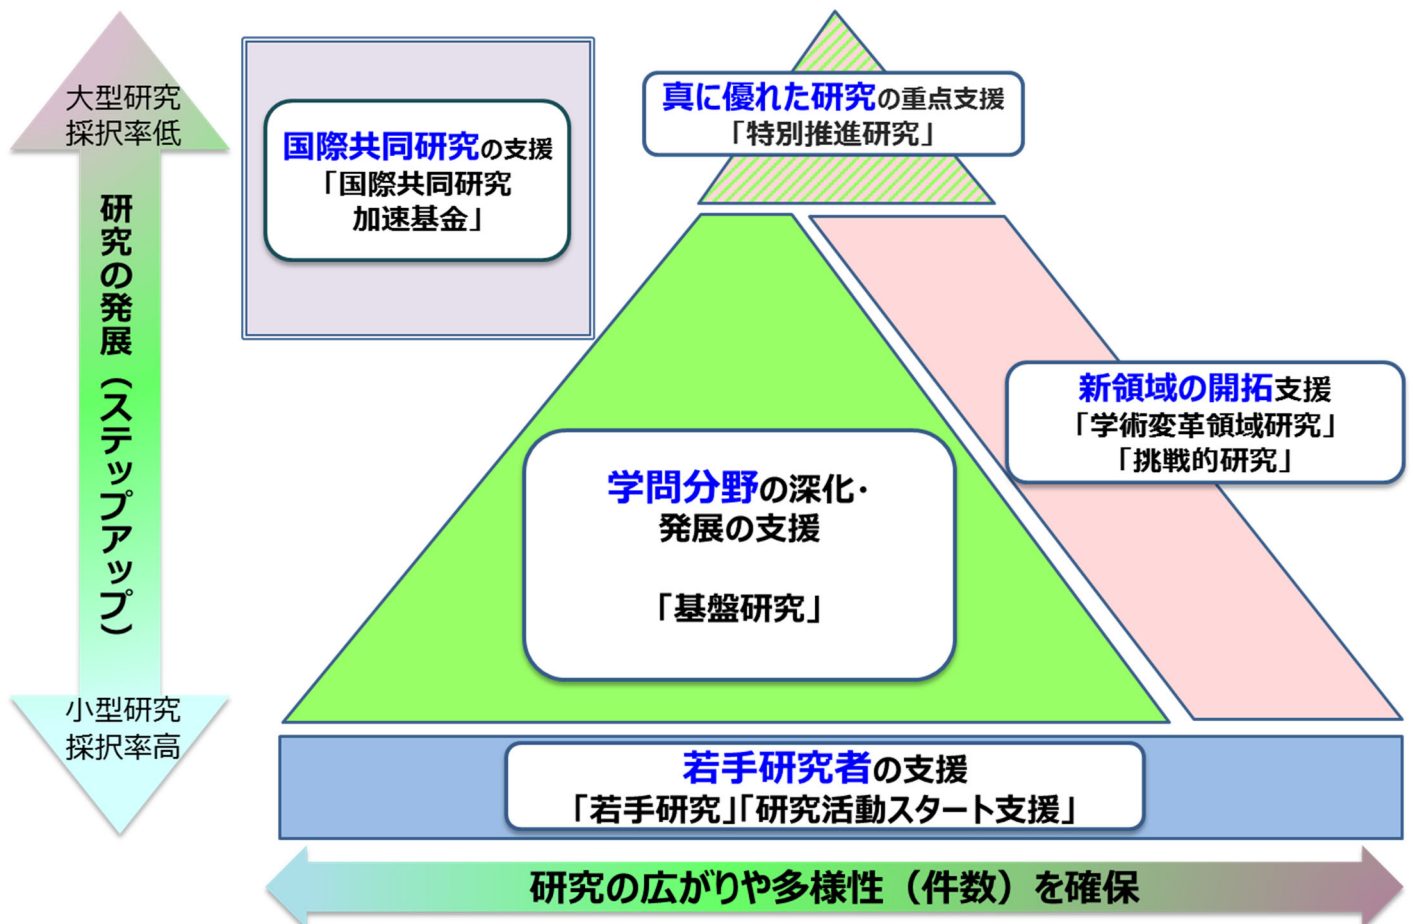 大型研究
採択率低
研究の発展（ステップアップ）
小型研究
採択率高
国際共同研究の支援
「国際共同研究
加速基金」
真に優れた研究の重点支援
「特別推進研究」
新領域の開拓支援
「学術変革領域研究」
「挑戦的研究」
学問分野の深化・
発展の支援
「基盤研究」
若手研究者の支援
「若手研究」「研究活動スタート支援」
研究の広がりや多様性（件数）を確保